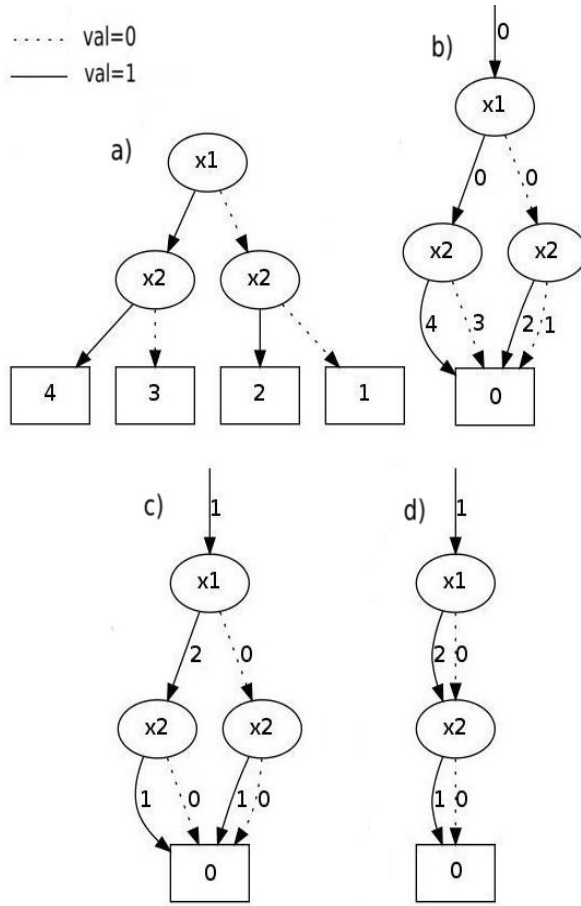 val=0
val=1
a)
x1
x2 x2
4 3 2 1
b)
0
x1
0 0
x2 x2
4 3 2 1
0
c)
1
x1
2 0
x2 x2
1 0 1 0
0
d)
1
x1
2 0
x2
1 0
0